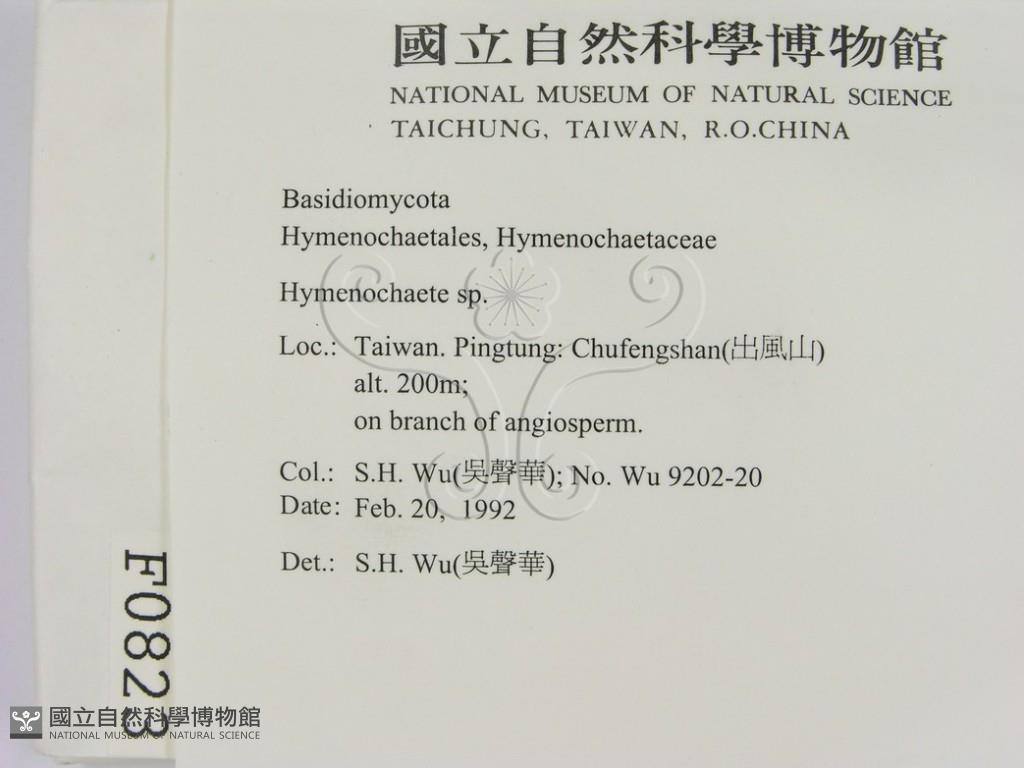 國立自然科學博物館
NATIONAL MUSEUM OF NATURAL SCIENCE
TAICHUNG, TAIWAN, R.O.CHINA
Basidiomycota
Hymenochaetales, Hymenochaetaceae
Hymenochaete sp.
Loc.: Taiwan. Pingtung: Chufengshan(出風山)
alt. 200m;
on branch of angiosperm.
Col.: S.H. Wu(吳聲華); No. Wu 9202-20
Date: Feb. 20, 1992
Det.: S.H. Wu(吳聲華)
F0823
國立自然科學博物館
NATIONAL MUSEUM OF NATURAL SCIENCE